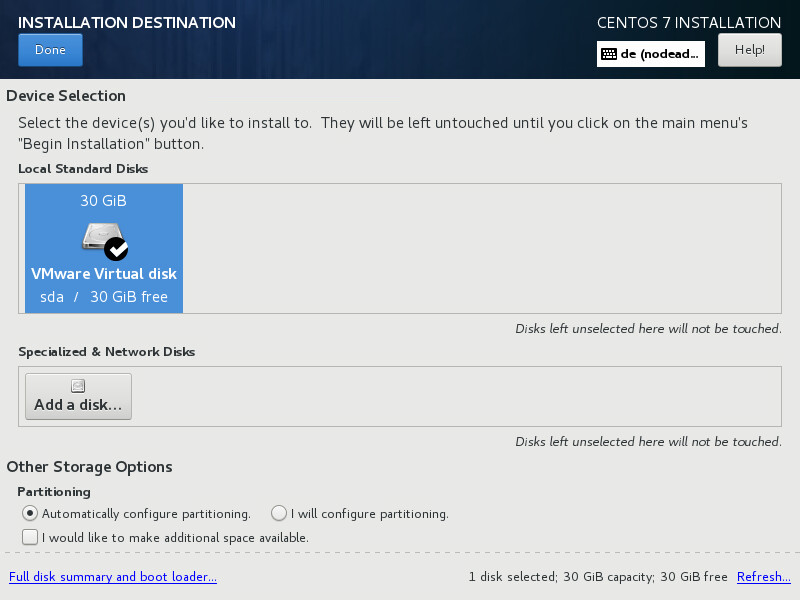 INSTALLATION DESTINATION
CENTOS 7 INSTALLATION
Done
de (nodead...
Help!
Device Selection
Select the device(s) you'd like to install to.  They will be left untouched until you click on the main menu's
"Begin Installation" button.
Local Standard Disks
30 GiB
VMware Virtual disk
sda / 30 GiB free
Disks left unselected here will not be touched.
Specialized & Network Disks
Add a disk...
Disks left unselected here will not be touched.
Other Storage Options
Partitioning
Automatically configure partitioning.
I will configure partitioning.
I would like to make additional space available.
Full disk summary and boot loader...
1 disk selected; 30 GiB capacity; 30 GiB free
Refresh...